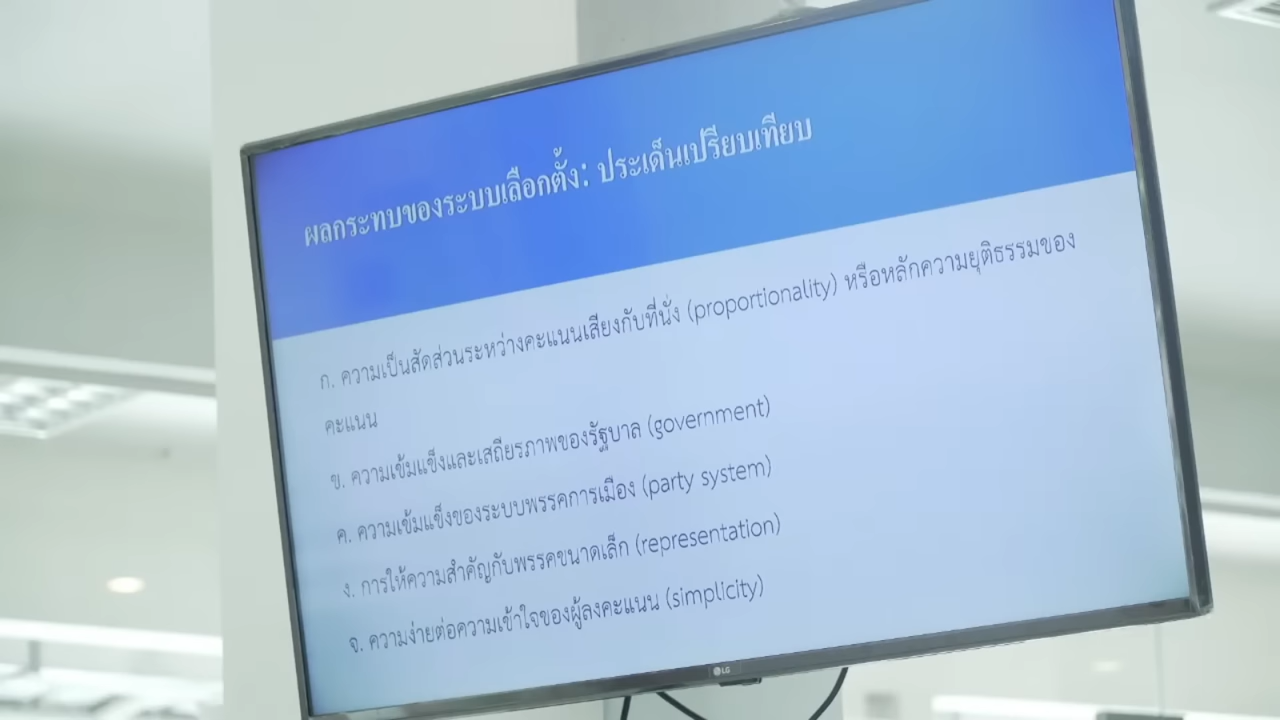 ผลกระทบของระบบเลือกตั้ง: ประเด็นเปรียบเทียบ
ก. ความเป็นสัดส่วนระหว่างคะแนนเสียงกับที่นั่ง (proportionality) หรือหลักความยุติธรรมของ
คะแนน
ข. ความเข้มแข็งและเสถียรภาพของรัฐบาล (government)
ค. ความเข้มแข็งของระบบพรรคการเมือง (party system)
ง. การให้ความสำคัญกับพรรคขนาดเล็ก (representation)
จ. ความง่ายต่อความเข้าใจของผู้ลงคะแนน (simplicity)
LG